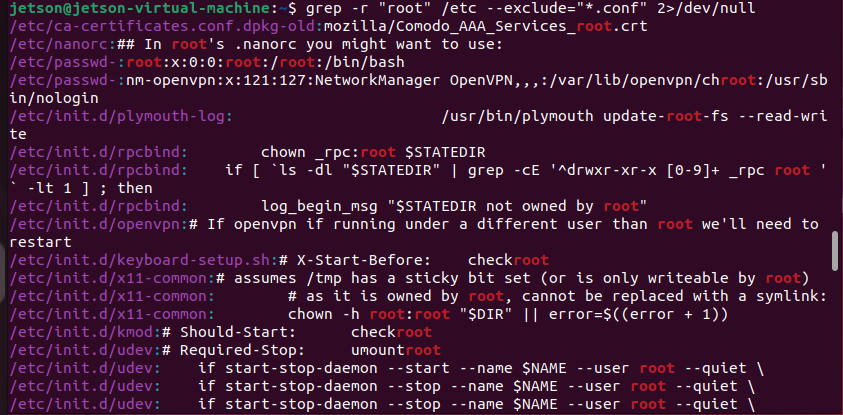 jetson@jetson-virtual-machine:~$ grep -r "root" /etc --exclude="*.conf" 2>/dev/null
/etc/ca-certificates.conf.dpkg-old:mozilla/Comodo_AAA_Services_root.crt
/etc/nanorc:## In root's .nanorc you might want to use:
/etc/passwd-:root:x:0:0:root:/root:/bin/bash
/etc/passwd-:nm-openvpn:x:121:127:NetworkManager OpenVPN,,,:/var/lib/openvpn/chroot:/usr/sb
in/nologin
/etc/init.d/plymouth-log:                          /usr/bin/plymouth update-root-fs --read-wri
te
/etc/init.d/rpcbind:        chown _rpc:root $STATEDIR
/etc/init.d/rpcbind:    if [ `ls -dl "$STATEDIR" | grep -cE '^drwxr-xr-x [0-9]+ _rpc root '
` -lt 1 ] ; then
/etc/init.d/rpcbind:        log_begin_msg "$STATEDIR not owned by root"
/etc/init.d/openvpn:# If openvpn if running under a different user than root we'll need to
restart
/etc/init.d/keyboard-setup.sh:# X-Start-Before:    checkroot
/etc/init.d/x11-common:# assumes /tmp has a sticky bit set (or is only writeable by root)
/etc/init.d/x11-common:        # as it is owned by root, cannot be replaced with a symlink:
/etc/init.d/x11-common:        chown -h root:root "$DIR" || error=$((error + 1))
/etc/init.d/kmod:# Should-Start:      checkroot
/etc/init.d/udev:# Required-Stop:     umountroot
/etc/init.d/udev:    if start-stop-daemon --start --name $NAME --user root --quiet \
/etc/init.d/udev:    if start-stop-daemon --stop --name $NAME --user root --quiet \
/etc/init.d/udev:    if start-stop-daemon --stop --name $NAME --user root --quiet \